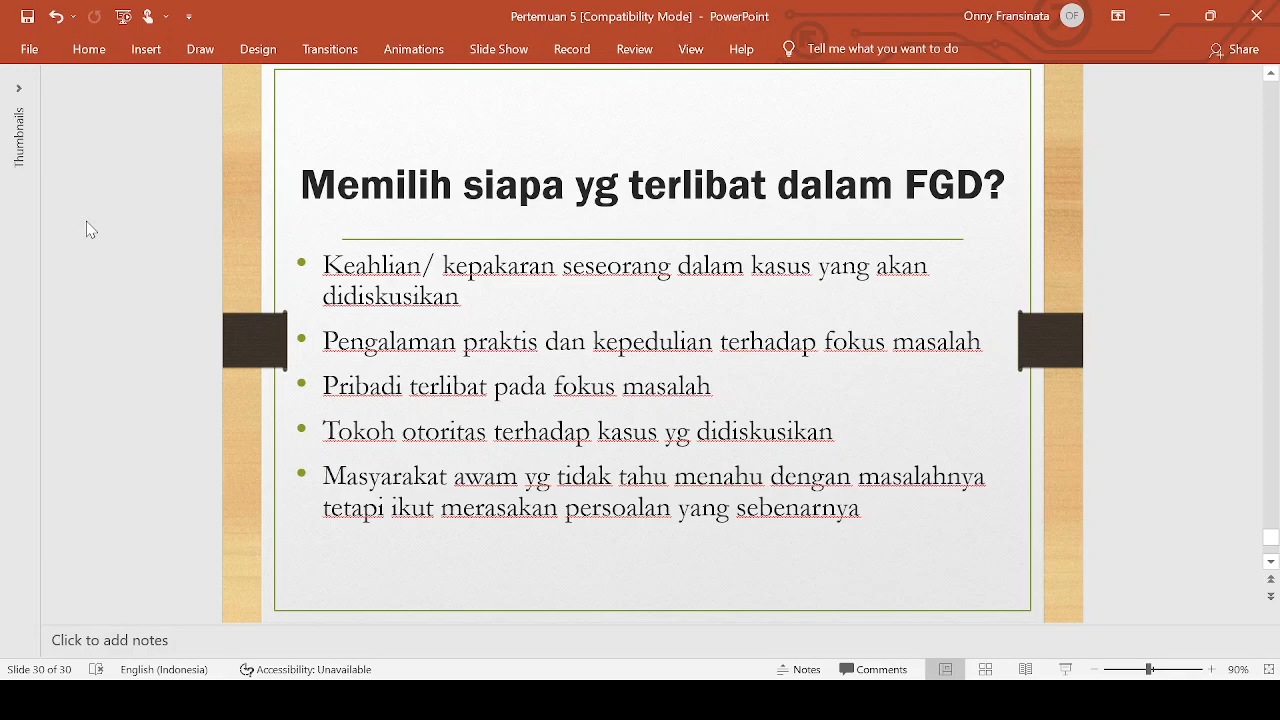 Pertemuan 5 [Compatibility Mode] - PowerPoint
Onny Fransinata
OF
File
Home
Insert
Draw
Design
Transitions
Animations
Slide Show
Record
Review
View
Help
Tell me what you want to do
Share
Thumbnails
Memilih siapa yg terlibat dalam FGD?
• Keahlian/ kepakaran seseorang dalam kasus yang akan
didiskusikan
• Pengalaman praktis dan kepedulian terhadap fokus masalah
• Pribadi terlibat pada fokus masalah
• Tokoh otoritas terhadap kasus yg didiskusikan
• Masyarakat awam yg tidak tahu menahu dengan masalahnya
tetapi ikut merasakan persoalan yang sebenarnya
Click to add notes
Slide 30 of 30
English (Indonesia)
Accessibility: Unavailable
Notes
Comments
90%